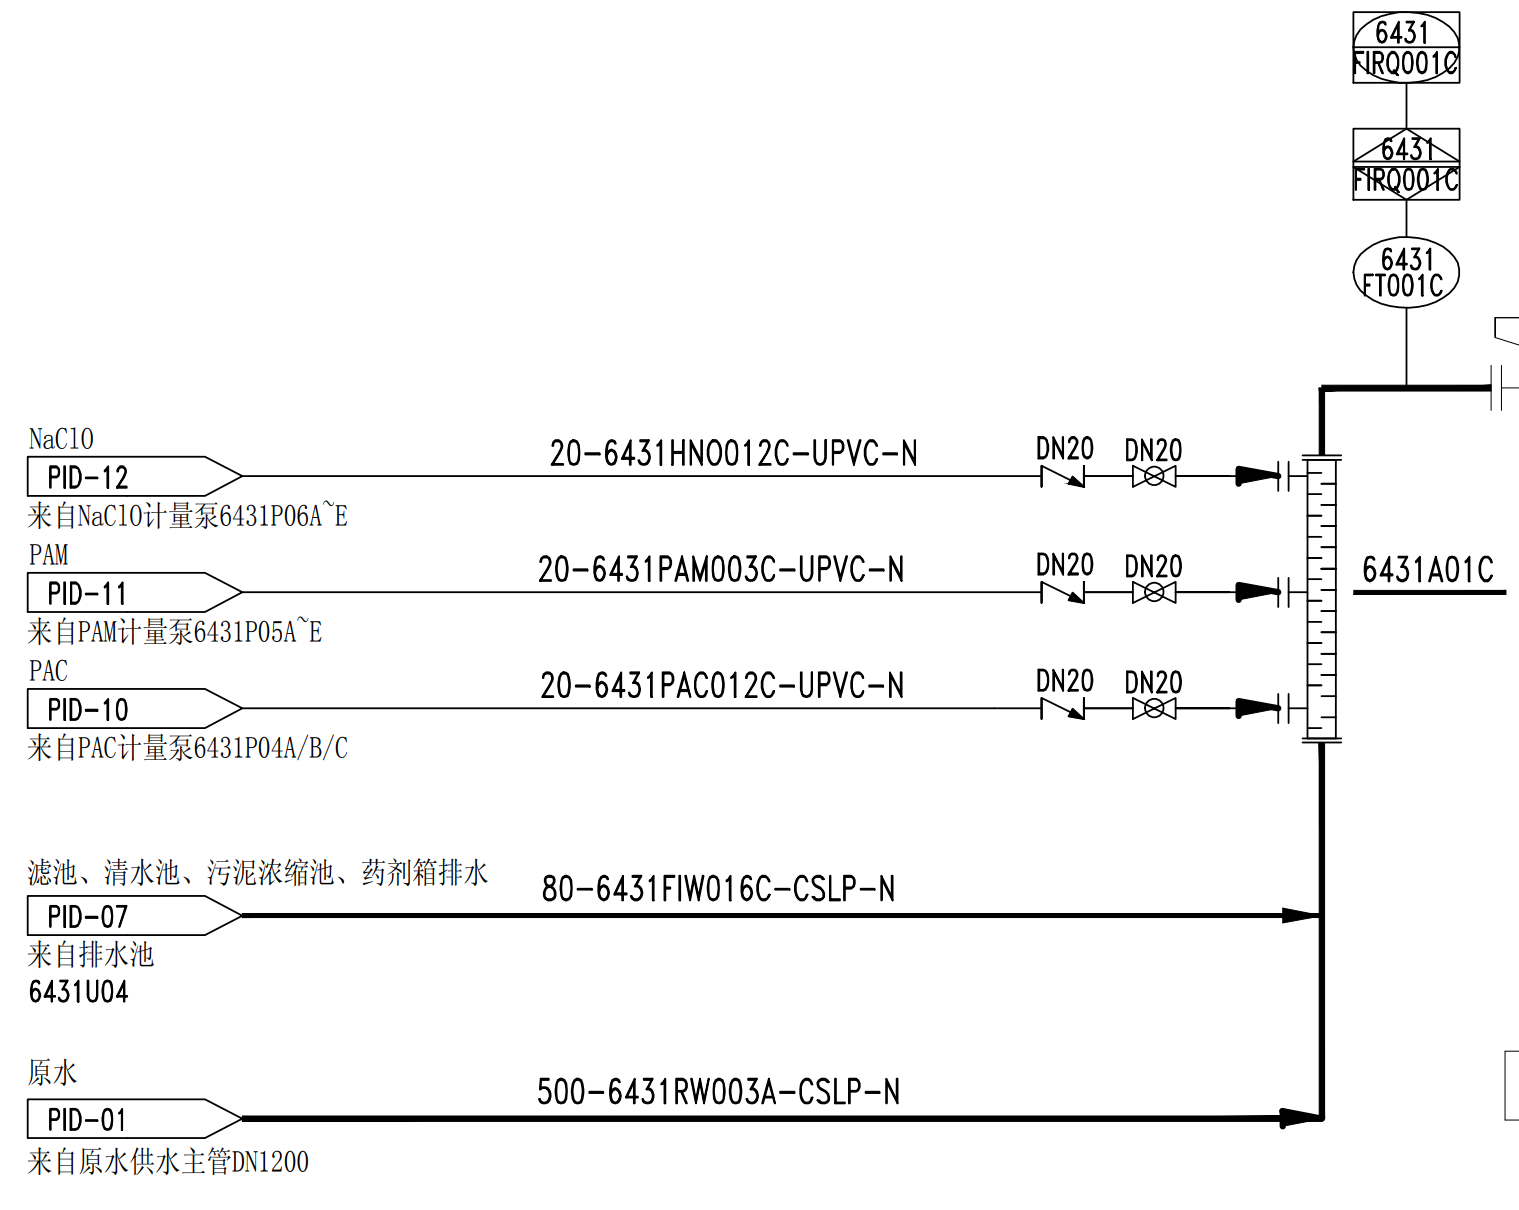 6431
FIRQ001C
6431
FIRQ001C
6431
FT001C
NaClO
PID-12
20-6431HNO012C-UPVC-N
DN20
DN20
来自NaClO计量泵6431P06A~E
PAM
PID-11
20-6431PAM003C-UPVC-N
DN20
DN20
6431A01C
来自PAM计量泵6431P05A~E
PAC
PID-10
20-6431PAC012C-UPVC-N
DN20
DN20
来自PAC计量泵6431P04A/B/C
滤池、清水池、污泥浓缩池、药剂箱排水
PID-07
80-6431FIW016C-CSLP-N
来自排水池
6431U04
原水
PID-01
500-6431RW003A-CSLP-N
来自原水供水主管DN1200